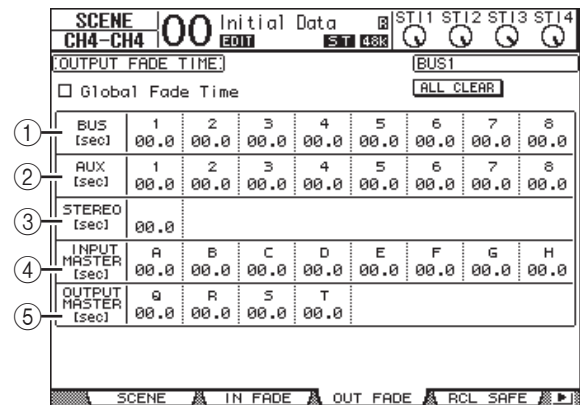 SCENE 00 Initial Data R STI1 STI2 STI3 STI4
CH4-CH4 EDIT S.T 48K
OUTPUT FADE TIME BUS1
Global Fade Time ALL CLEAR
① BUS [sec] 1 2 3 4 5 6 7 8
00.0 00.0 00.0 00.0 00.0 00.0 00.0 00.0
② AUX [sec] 1 2 3 4 5 6 7 8
00.0 00.0 00.0 00.0 00.0 00.0 00.0 00.0
③ STEREO [sec] 00.0
④ INPUT MASTER [sec] A B C D E F G H
00.0 00.0 00.0 00.0 00.0 00.0 00.0 00.0
⑤ OUTPUT MASTER [sec] Q R S T
00.0 00.0 00.0 00.0
SCENE IN FADE OUT FADE RCL SAFE